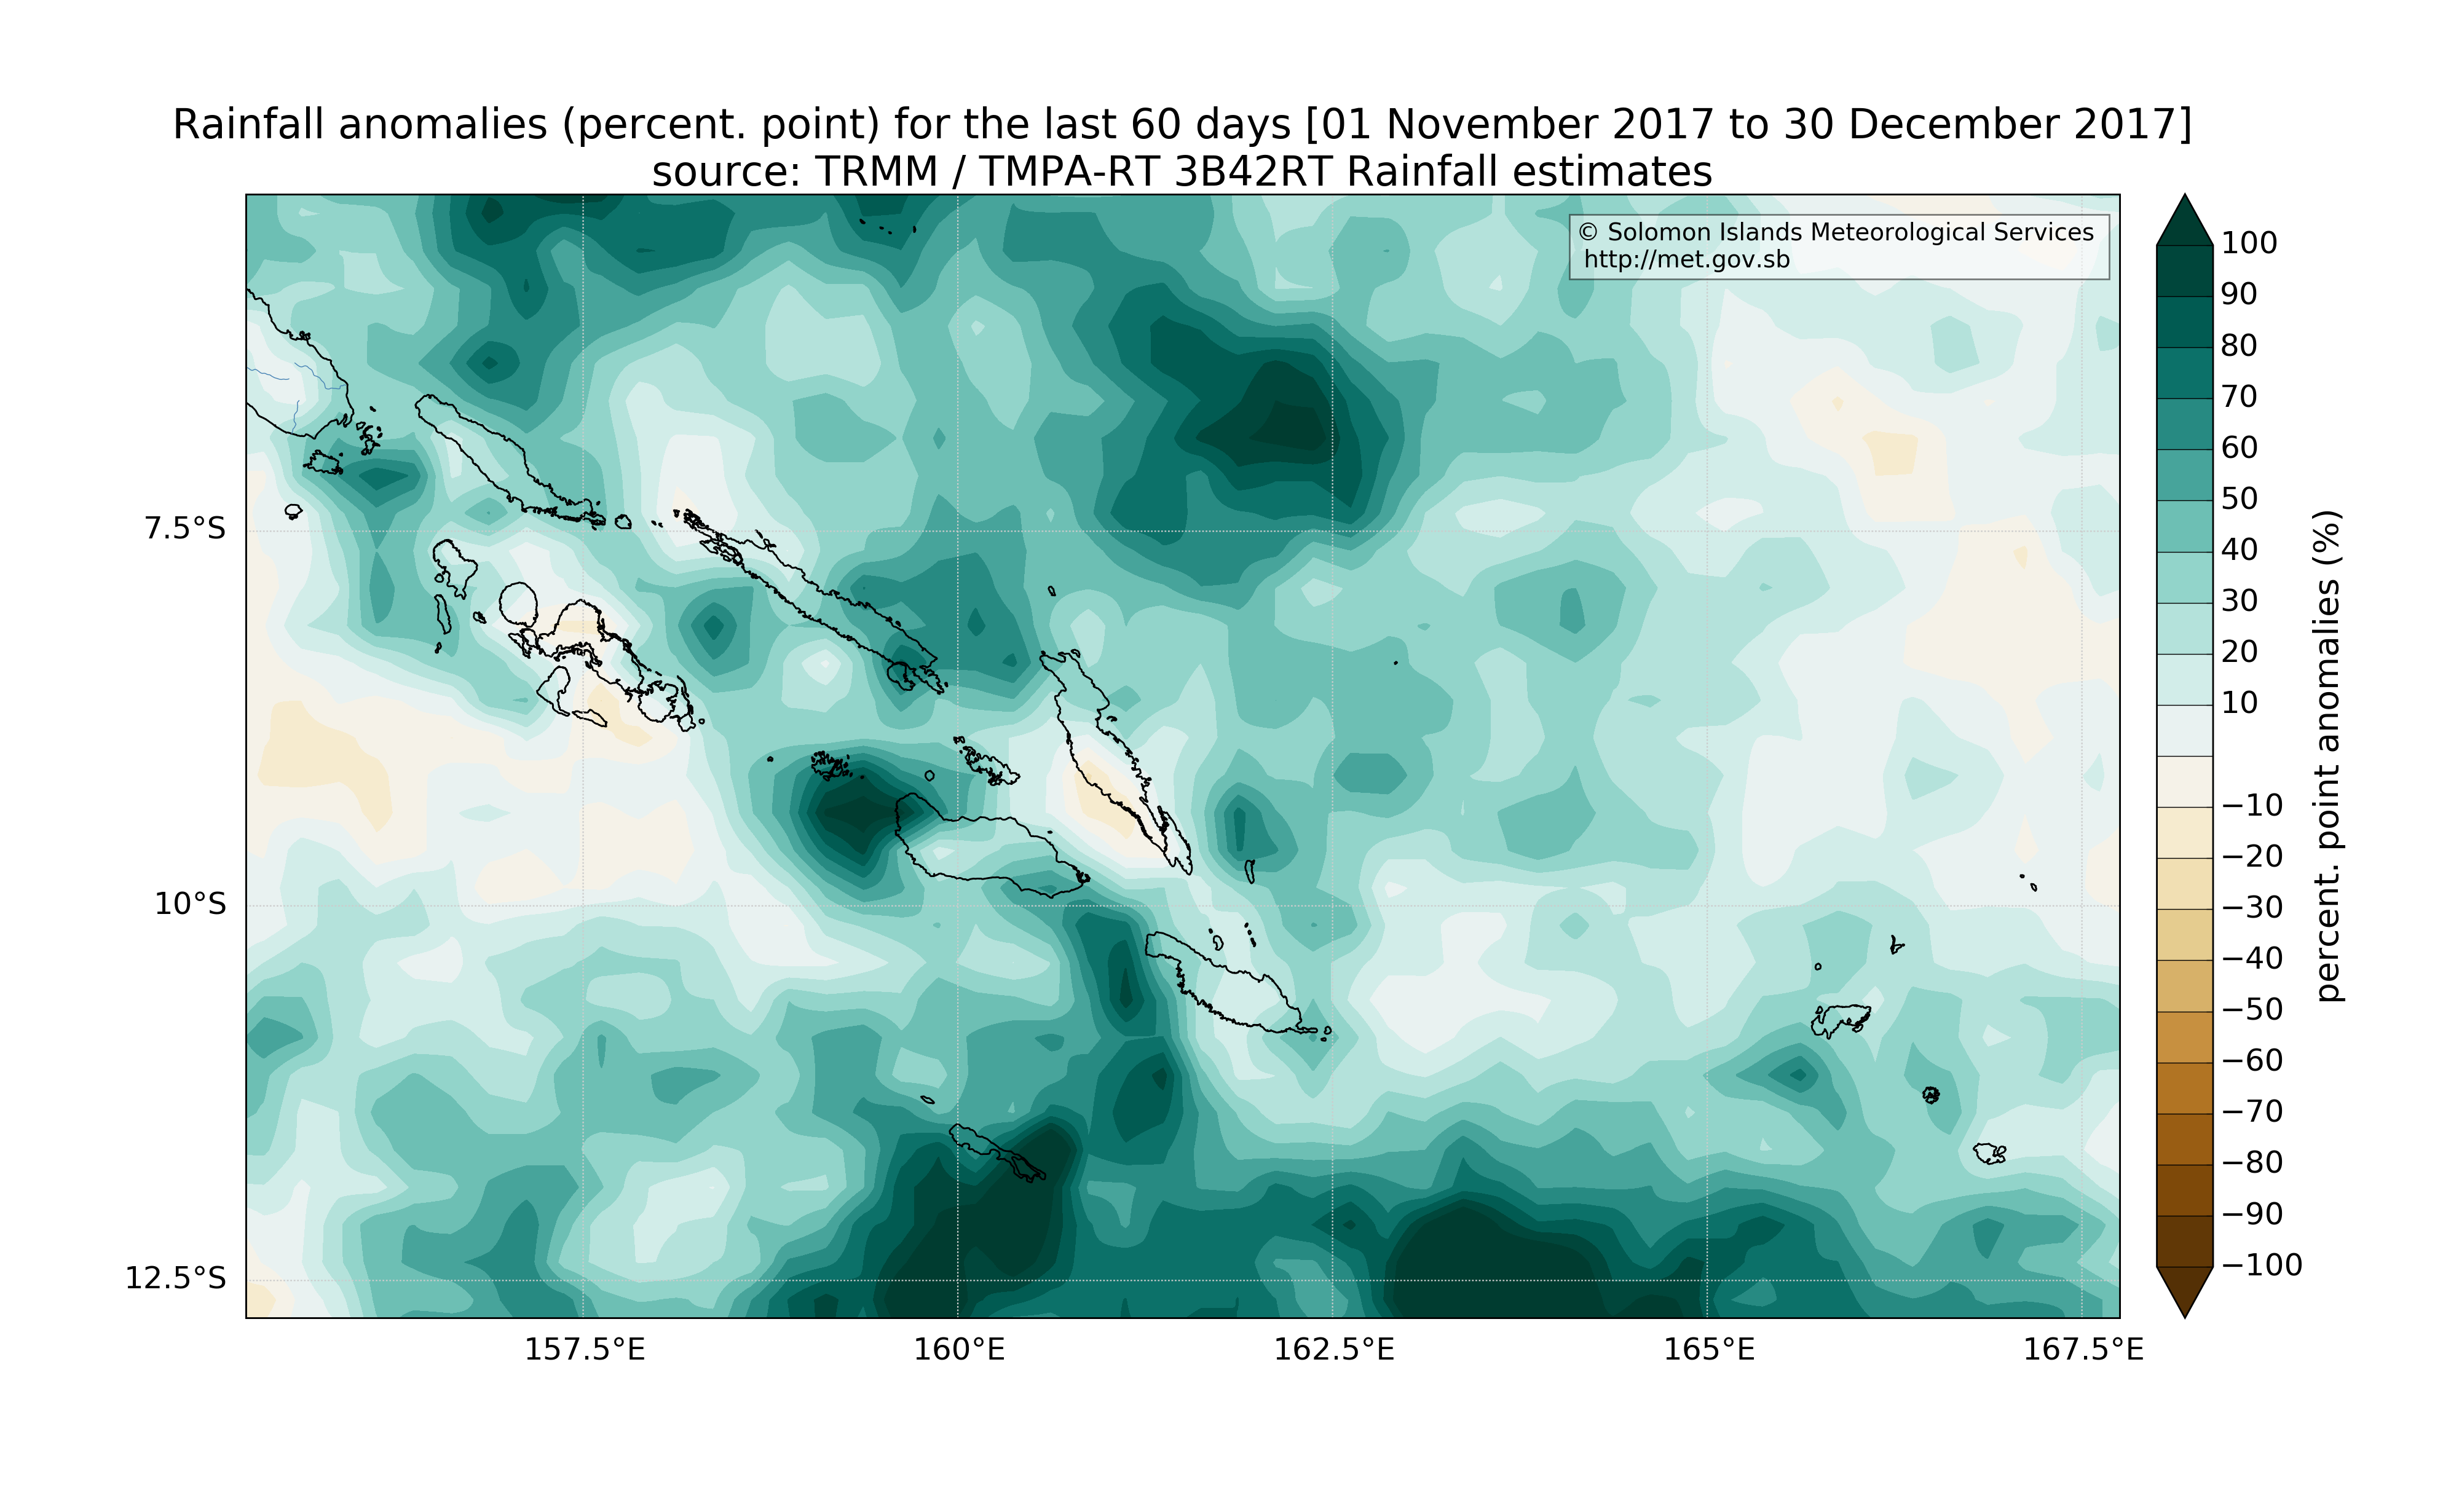 Rainfall anomalies (percent. point) for the last 60 days [01 November 2017 to 30 December 2017]
source: TRMM / TMPA-RT 3B42RT Rainfall estimates
© Solomon Islands Meteorological Services
http://met.gov.sb
7.5°S
10°S
12.5°S
157.5°E
160°E
162.5°E
165°E
167.5°E
100
90
80
70
60
50
40
30
20
10
−10
−20
−30
−40
−50
−60
−70
−80
−90
−100
percent. point anomalies (%)